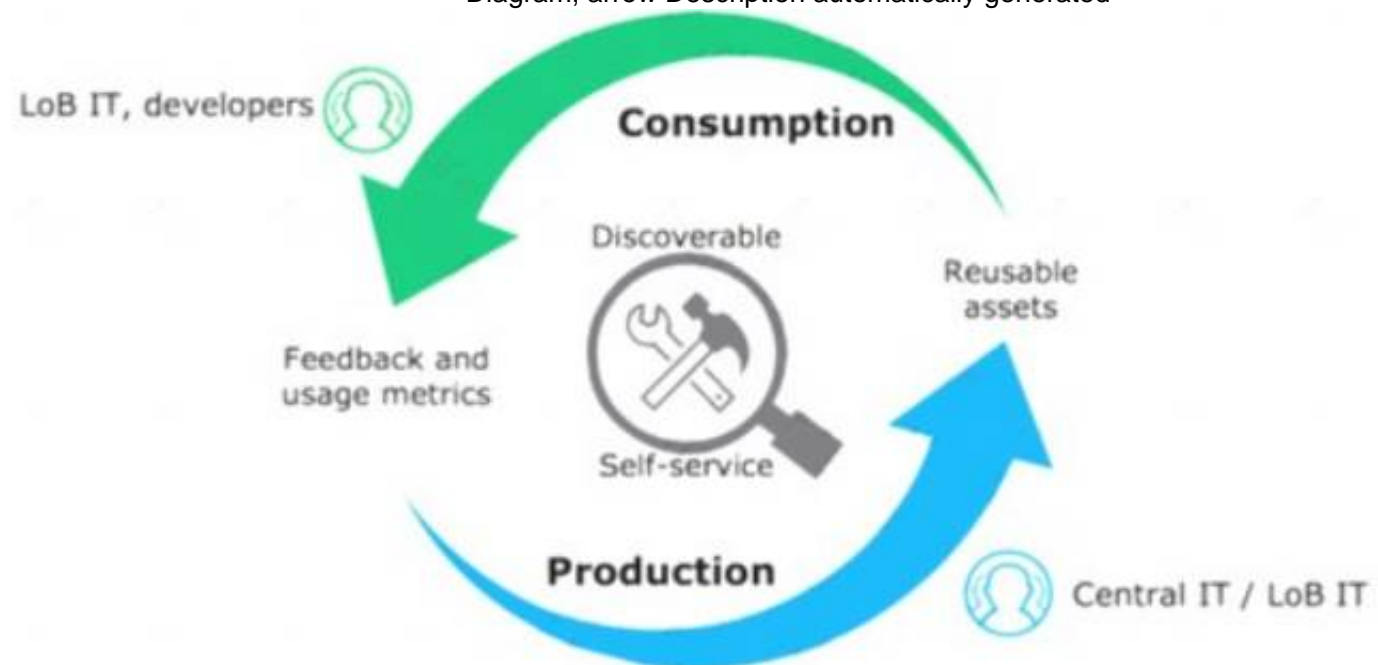 Diagram, arrow Description automatically generated
LoB IT, developers
Consumption
Discoverable
Reusable
assets
Feedback and
usage metrics
Self-service
Production
Central IT / LoB IT